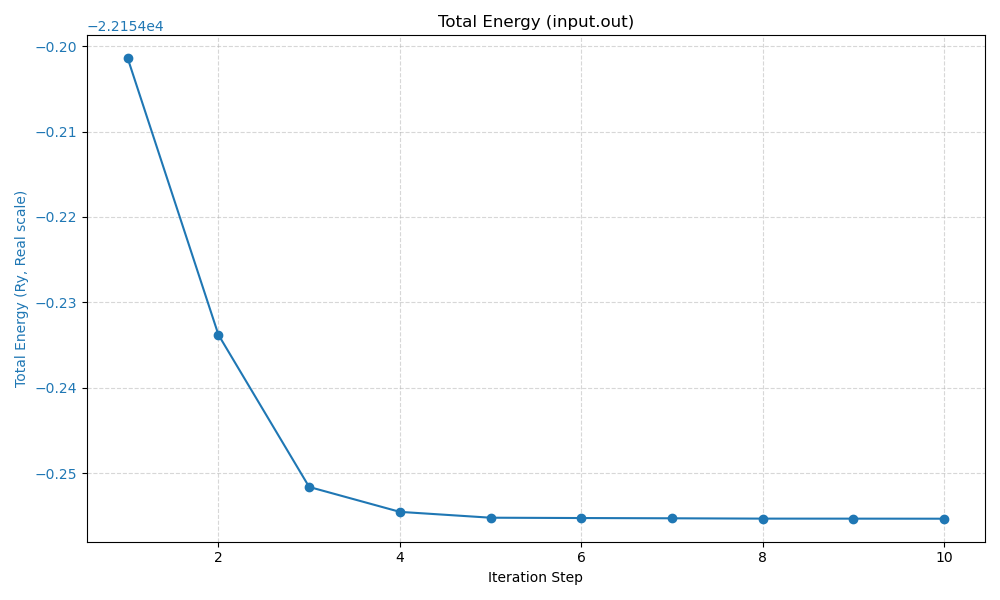 Total Energy (input.out)
−2.2154e4
Total Energy (Ry, Real scale)
−0.20
−0.21
−0.22
−0.23
−0.24
−0.25
2 4 6 8 10
Iteration Step